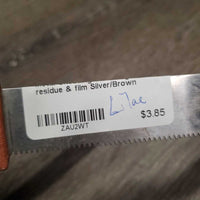 residue & film Silver/Brown
Lilac
$3.85
ZAU2WT